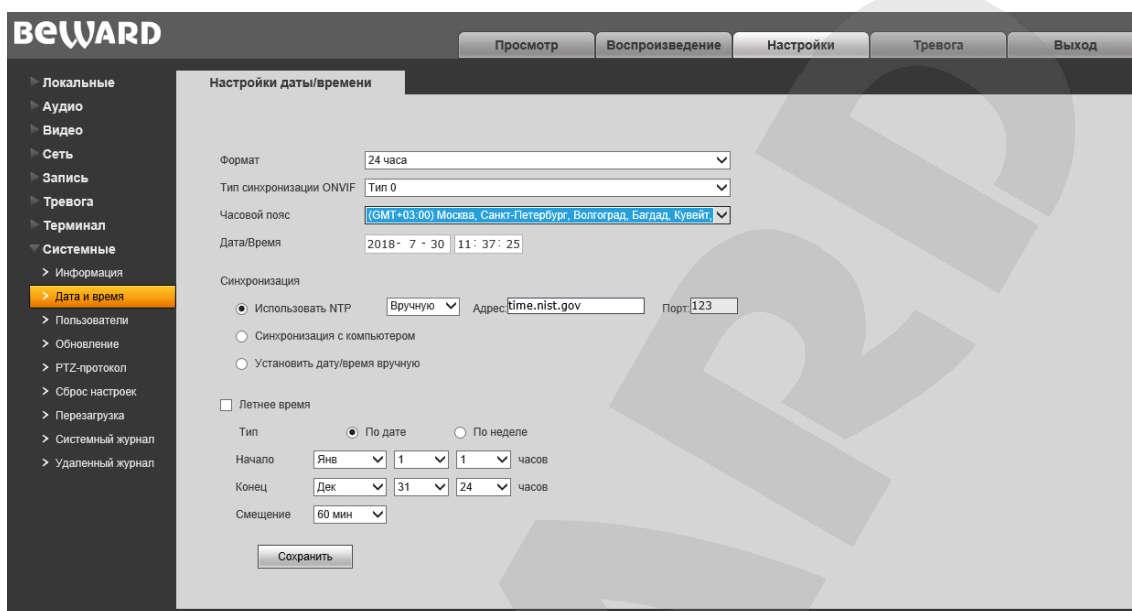 BEWARD
Просмотр Воспроизведение Настройки Тревога Выход
Локальные
Аудио
Видео
Сеть
Запись
Тревога
Терминал
Системные
Информация
Дата и время
Пользователи
Обновление
PTZ-протокол
Сброс настроек
Перезагрузка
Системный журнал
Удаленный журнал
Настройки даты/времени
Формат 24 часа
Тип синхронизации ONVIF Тип 0
Часовой пояс (GMT+03:00) Москва, Санкт-Петербург, Волгоград, Багдад, Кувейт,
Дата/Время 2018- 7 - 30 11: 37: 25
Синхронизация
Использовать NTP Вручную Адрес: time.nist.gov Порт: 123
Синхронизация с компьютером
Установить дату/время вручную
Летнее время
Тип По дате По неделе
Начало Янв 1 1 часов
Конец Дек 31 24 часов
Смещение 60 мин
Сохранить